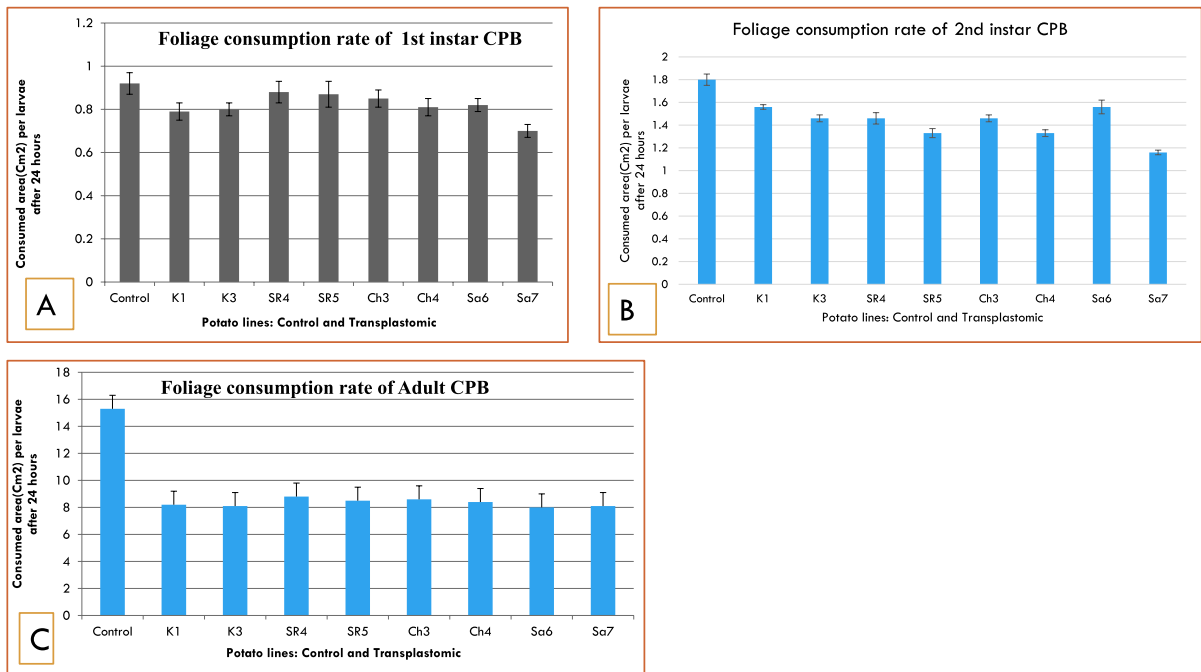 Foliage consumption rate of 1st instar CPB
Consumed area(Cm2) per larvae
after 24 hours
1.2
1
0.8
0.6
0.4
0.2
0
Control K1 K3 SR4 SR5 Ch3 Ch4 Sa6 Sa7
Potato lines: Control and Transplastomic
A
Foliage consumption rate of 2nd instar CPB
Consumed area(Cm2) per larvae
after 24 hours
2
1.8
1.6
1.4
1.2
1
0.8
0.6
0.4
0.2
0
Control K1 K3 SR4 SR5 Ch3 Ch4 Sa6 Sa7
Potato lines: Control and Transplastomic
B
Foliage consumption rate of Adult CPB
Consumed area(Cm2) per larvae
after 24 hours
18
16
14
12
10
8
6
4
2
0
Control K1 K3 SR4 SR5 Ch3 Ch4 Sa6 Sa7
Potato lines: Control and Transplastomic
C